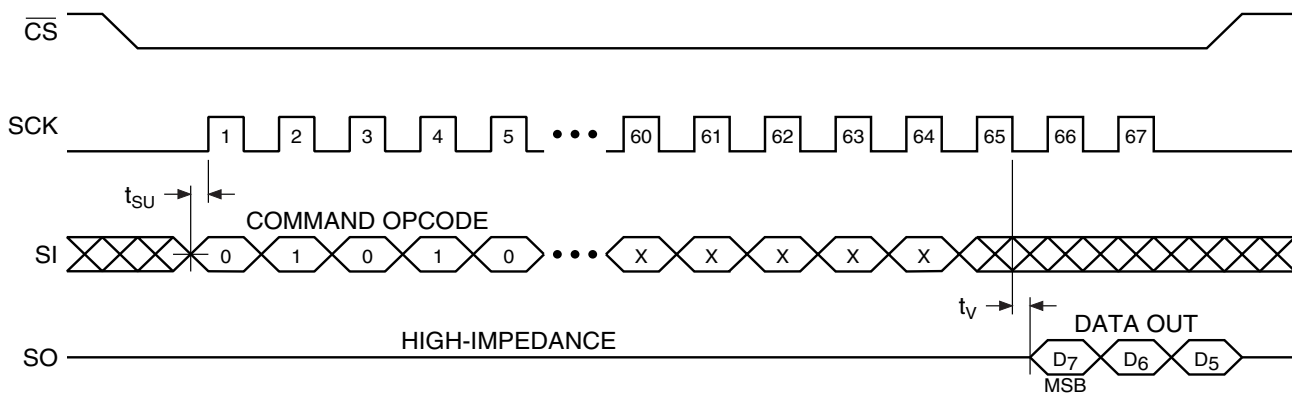 CS
SCK
1 2 3 4 5 ••• 60 61 62 63 64 65 66 67
tSU
COMMAND OPCODE
SI
0 1 0 1 0 ••• X X X X X
tV
DATA OUT
HIGH-IMPEDANCE
SO
D7 D6 D5
MSB